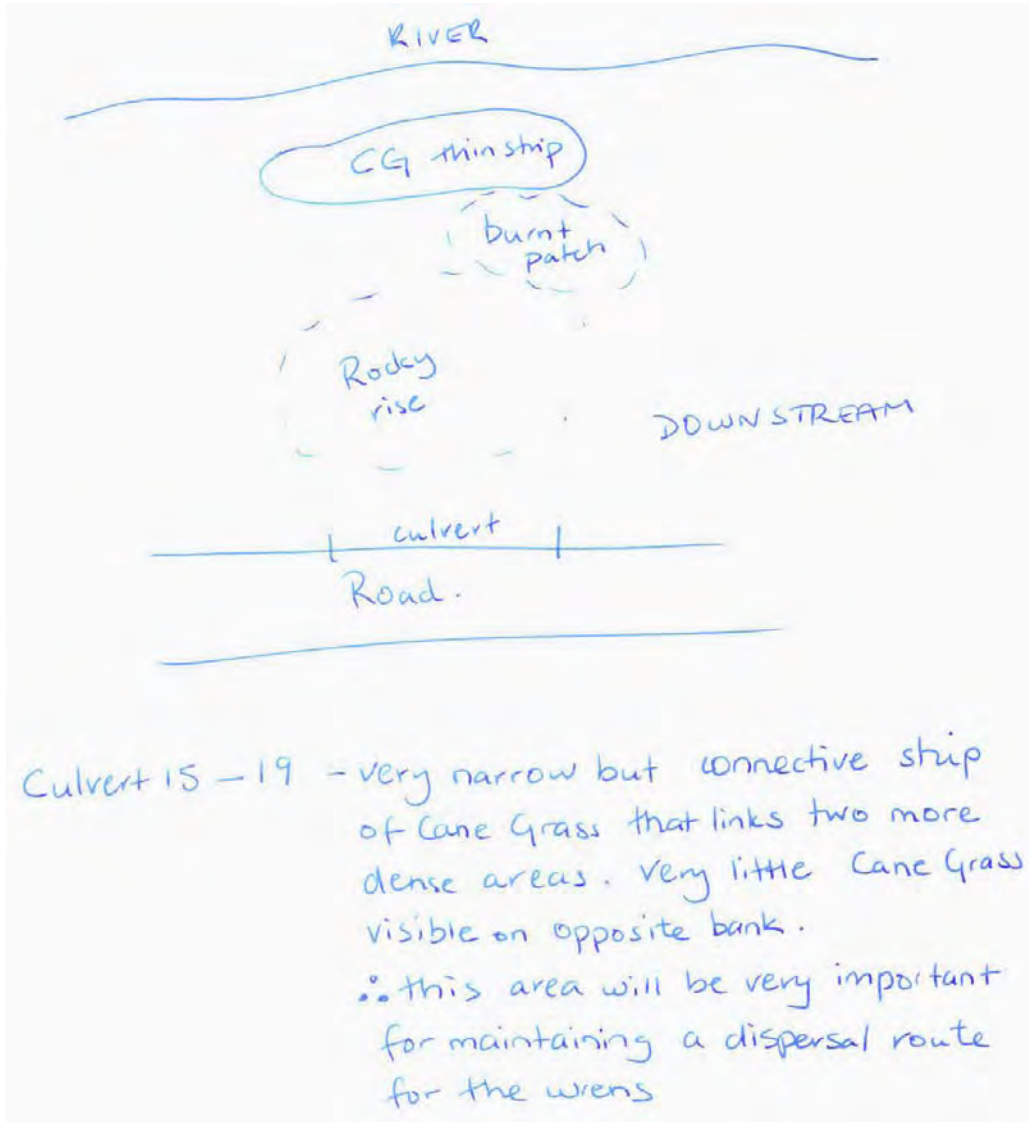 RIVER
CG thin strip
burnt
patch
Rocky
rise
DOWNSTREAM
culvert
Road.
Culvert 15 - 19 - very narrow but connective strip
of Cane Grass that links two more
dense areas. Very little Cane Grass
visible on opposite bank.
∴ this area will be very important
for maintaining a dispersal route
for the wrens